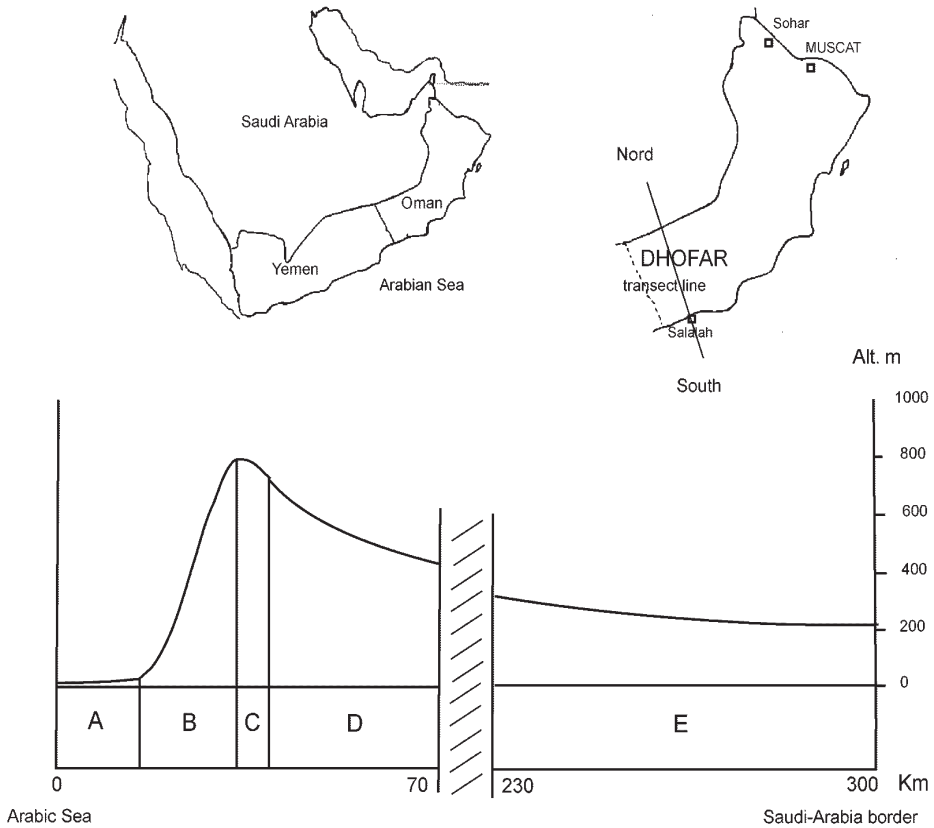 Saudi Arabia
Oman
Yemen
Arabian Sea
Sohar
MUSCAT
Nord
DHOFAR
transect line
Salalah
South
Alt. m
1000
800
600
400
200
0
A B C D E
0 70 230 300 Km
Arabic Sea Saudi-Arabia border